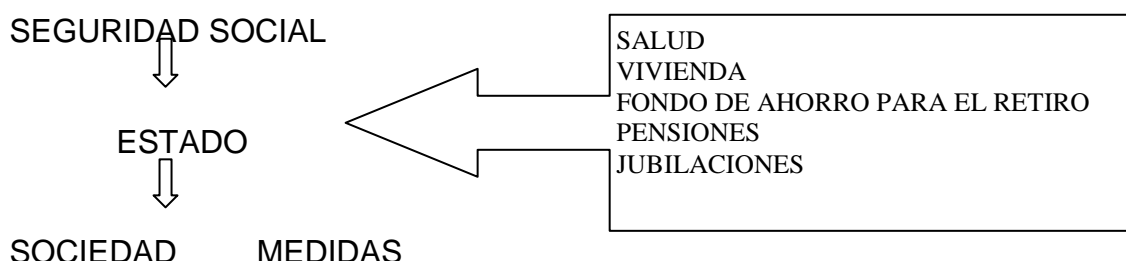 SEGURIDAD SOCIAL
ESTADO
SOCIEDAD MEDIDAS
SALUD
VIVIENDA
FONDO DE AHORRO PARA EL RETIRO
PENSIONES
JUBILACIONES